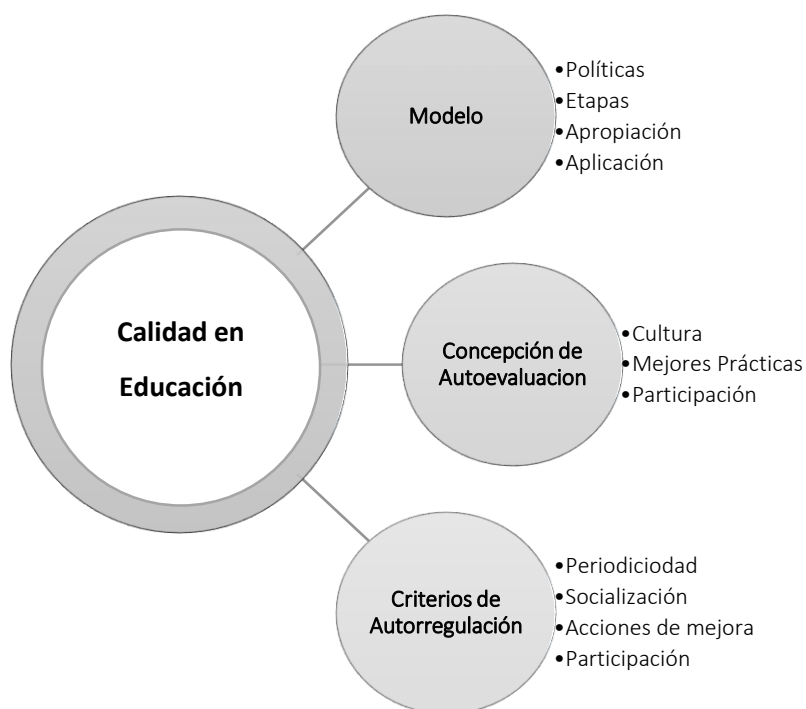 Modelo
•Políticas
•Etapas
•Apropiación
•Aplicación
Calidad en
Educación
Concepción de
Autoevaluacion
•Cultura
•Mejores Prácticas
•Participación
Criterios de
Autorregulación
•Periodiciodad
•Socialización
•Acciones de mejora
•Participación